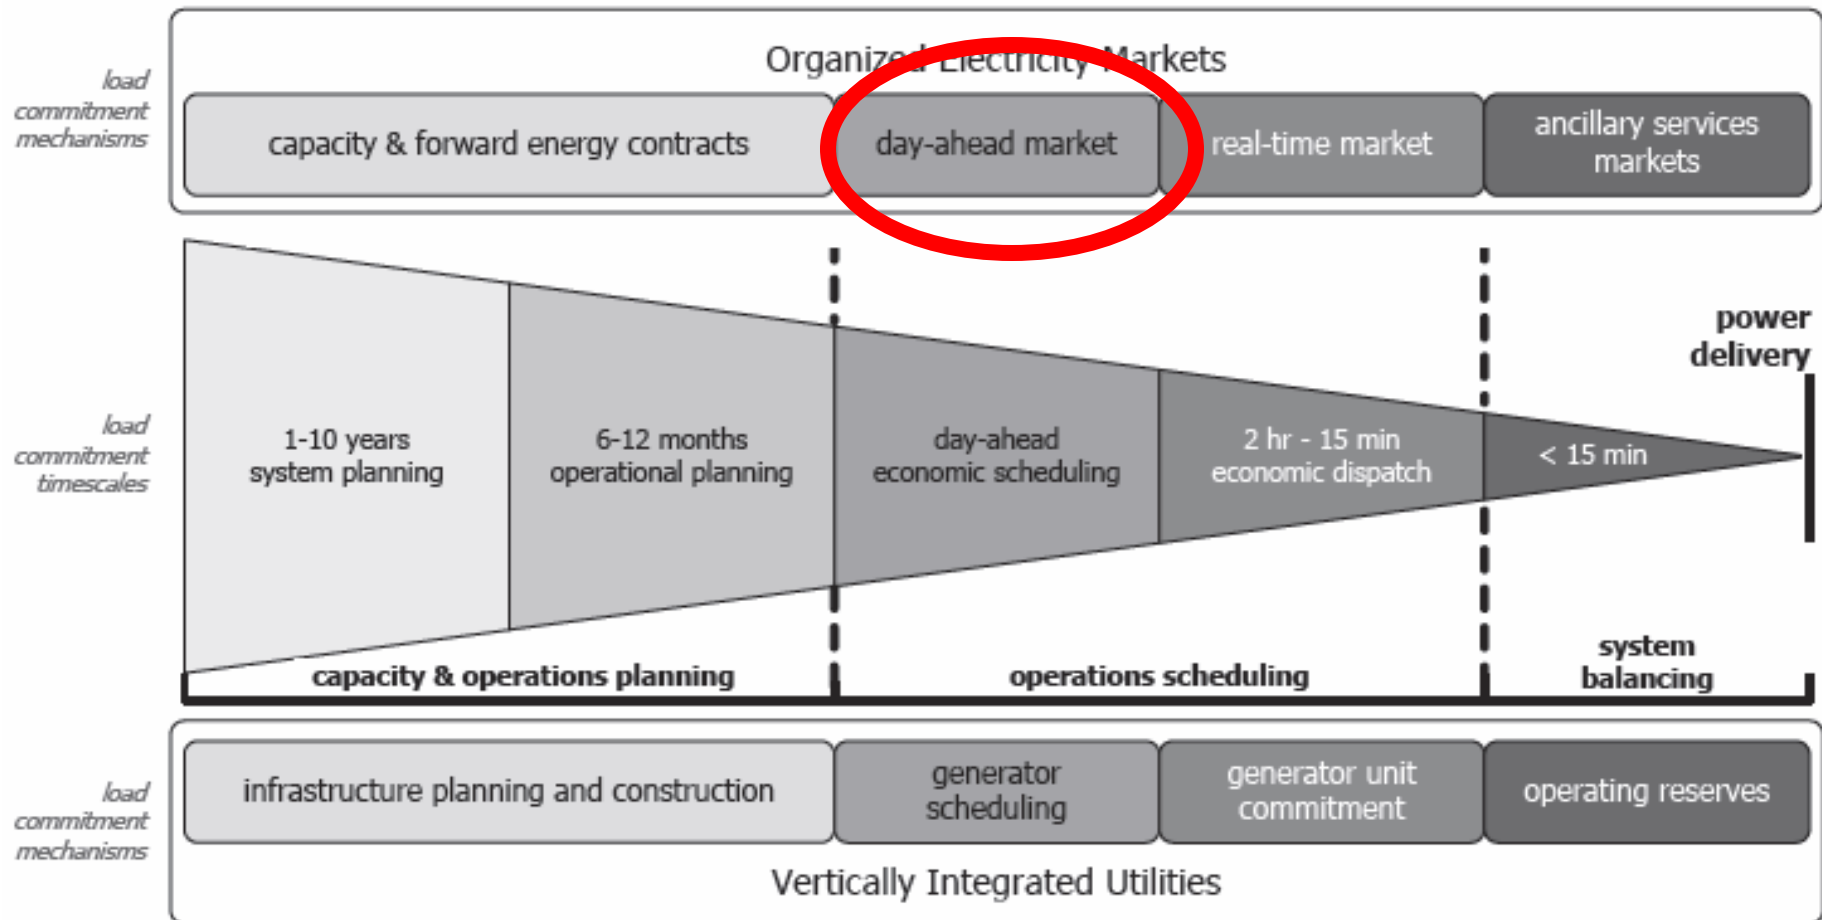 Organized Electricity Markets
load
commitment
mechanisms
capacity & forward energy contracts
day-ahead market
real-time market
ancillary services
markets
power
delivery
load
commitment
timescales
1-10 years
system planning
6-12 months
operational planning
day-ahead
economic scheduling
2 hr - 15 min
economic dispatch
< 15 min
capacity & operations planning
operations scheduling
system
balancing
load
commitment
mechanisms
infrastructure planning and construction
generator
scheduling
generator unit
commitment
operating reserves
Vertically Integrated Utilities